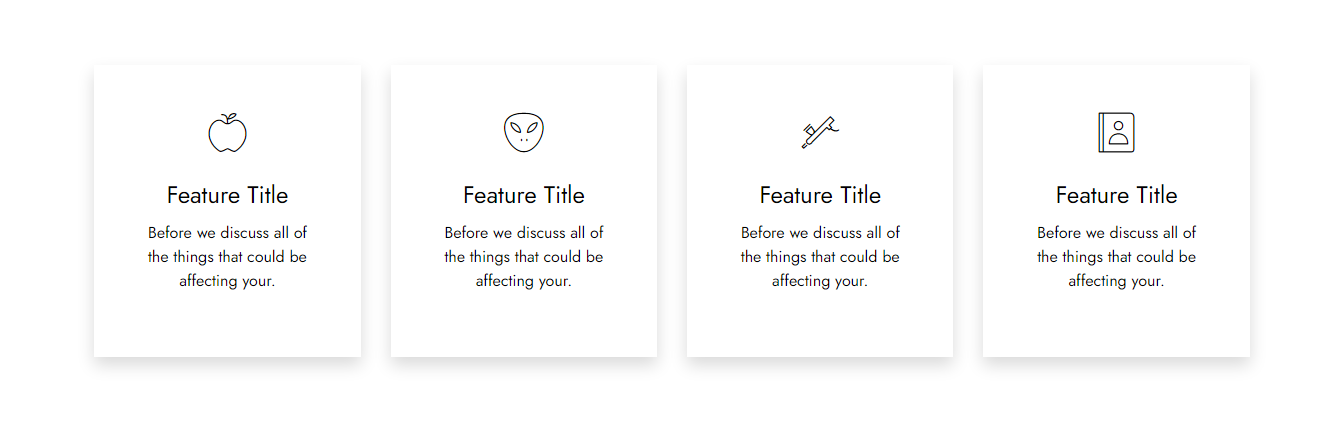 Feature Title
Before we discuss all of
the things that could be
affecting your.
Feature Title
Before we discuss all of
the things that could be
affecting your.
Feature Title
Before we discuss all of
the things that could be
affecting your.
Feature Title
Before we discuss all of
the things that could be
affecting your.